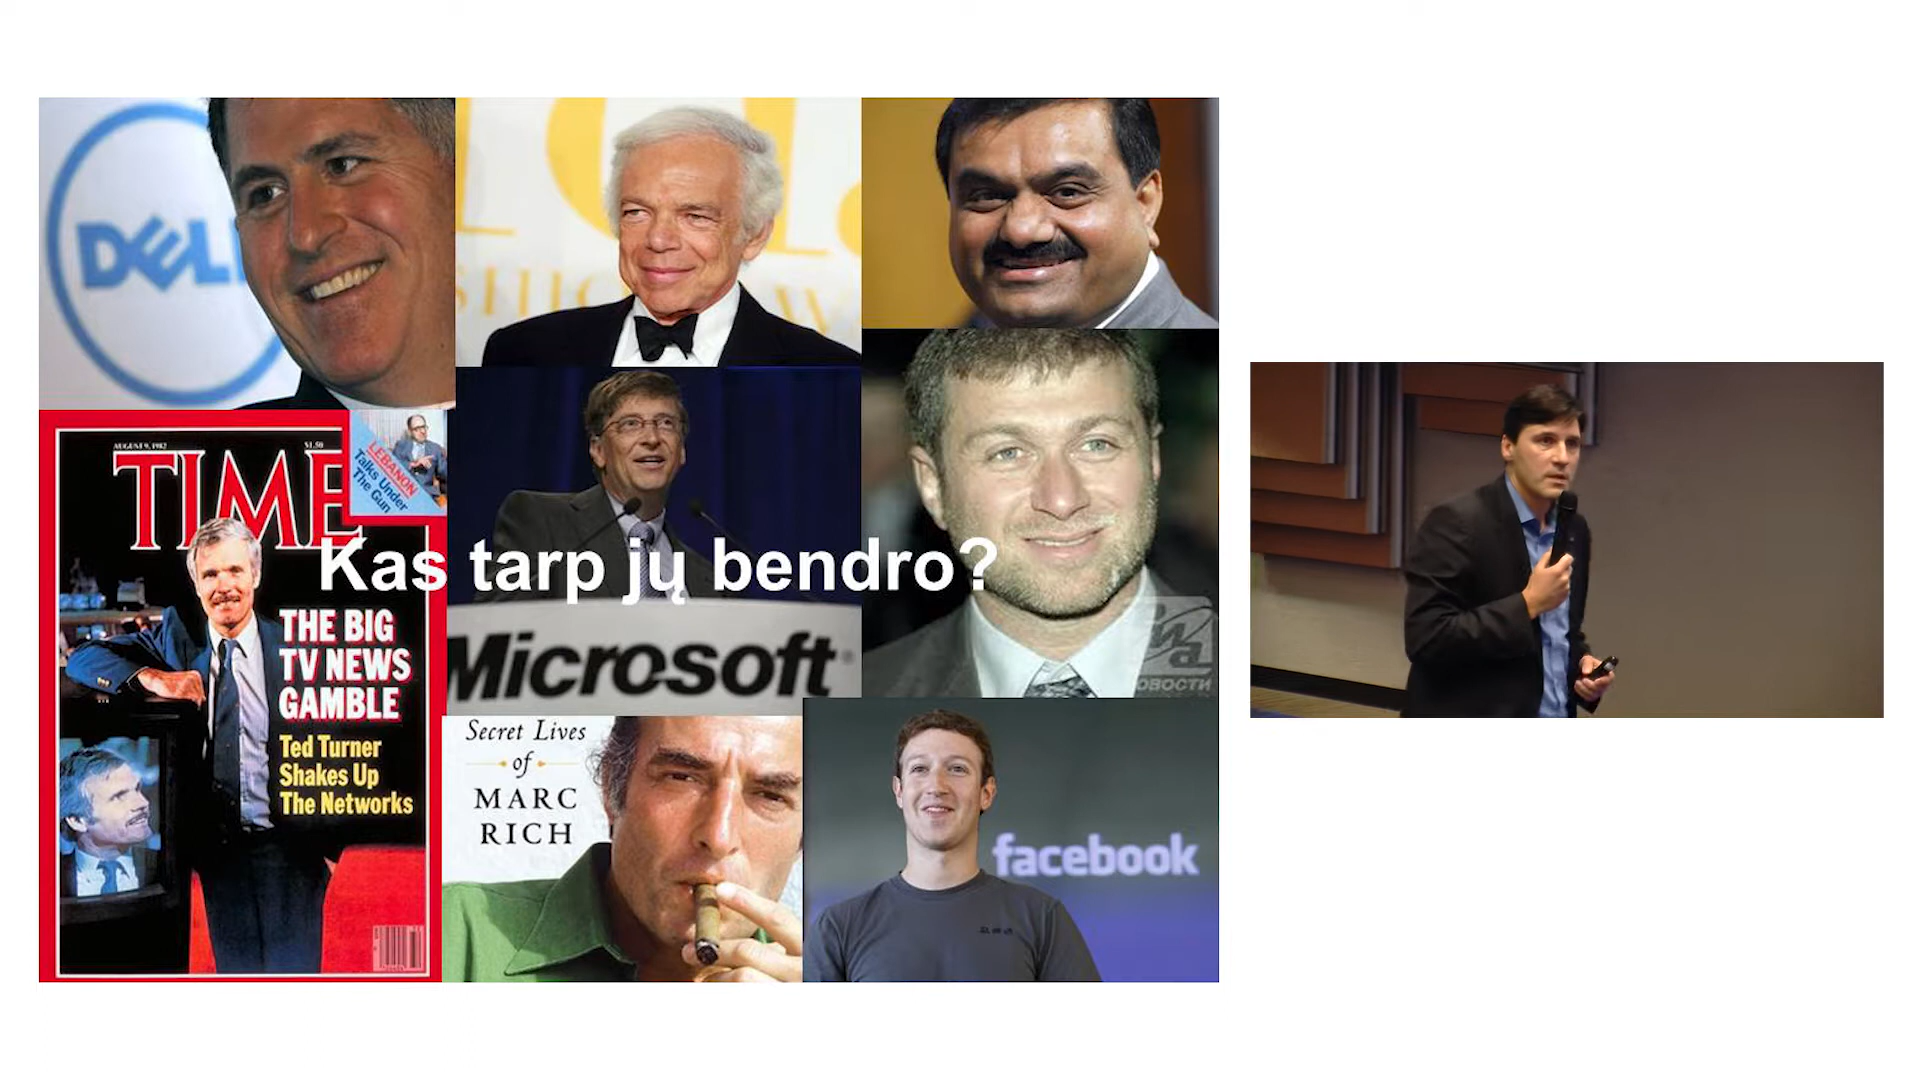 DELL
AUGUST 9, 1982
$1.50
TIME
LEBANON
Talks Under
The Gun
Kas tarp jų bendro?
THE BIG
TV NEWS
GAMBLE
Ted Turner
Shakes Up
The Networks
Microsoft
Secret Lives
of
MARC
RICH
facebook
ОВОСТИ